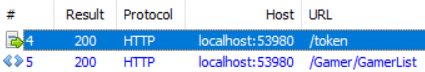 # Result Protocol Host URL
4 200 HTTP localhost:53980 /token
5 200 HTTP localhost:53980 /Gamer/GamerList